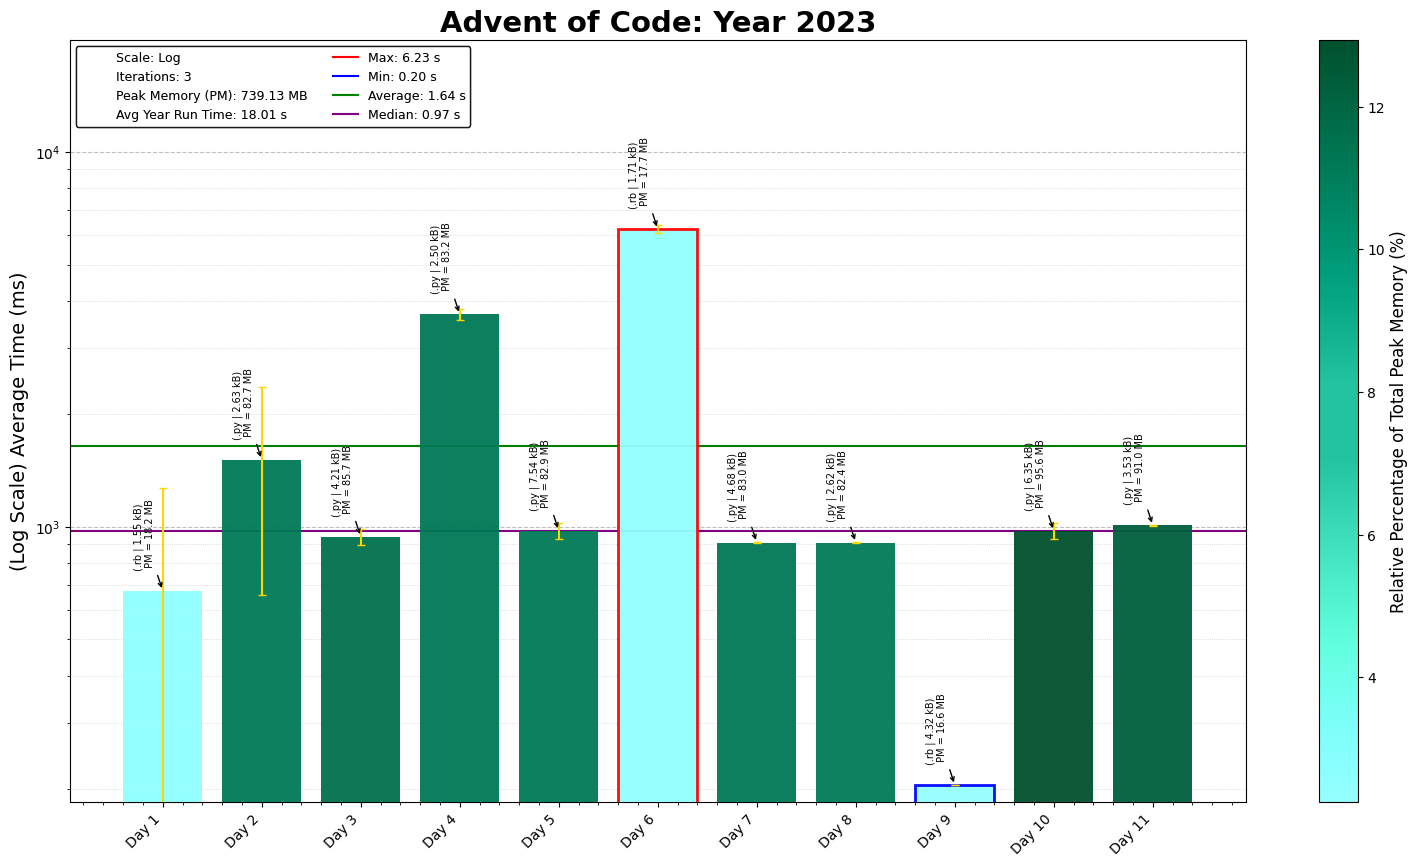 Advent of Code: Year 2023
Scale: Log
Iterations: 3
Peak Memory (PM): 739.13 MB
Avg Year Run Time: 18.01 s
Max: 6.23 s
Min: 0.20 s
Average: 1.64 s
Median: 0.97 s
(Log Scale) Average Time (ms)
10⁴
10³
(.rb | 1.55 kB)
PM = 18.2 MB
(.py | 2.63 kB)
PM = 82.7 MB
(.py | 4.21 kB)
PM = 85.7 MB
(.py | 2.50 kB)
PM = 83.2 MB
(.py | 7.54 kB)
PM = 82.9 MB
(.rb | 1.71 kB)
PM = 17.7 MB
(.py | 4.68 kB)
PM = 83.0 MB
(.py | 2.62 kB)
PM = 82.4 MB
(.rb | 4.32 kB)
PM = 16.6 MB
(.py | 6.35 kB)
PM = 95.6 MB
(.py | 3.53 kB)
PM = 91.0 MB
Day 1
Day 2
Day 3
Day 4
Day 5
Day 6
Day 7
Day 8
Day 9
Day 10
Day 11
12
10
8
6
4
Relative Percentage of Total Peak Memory (%)